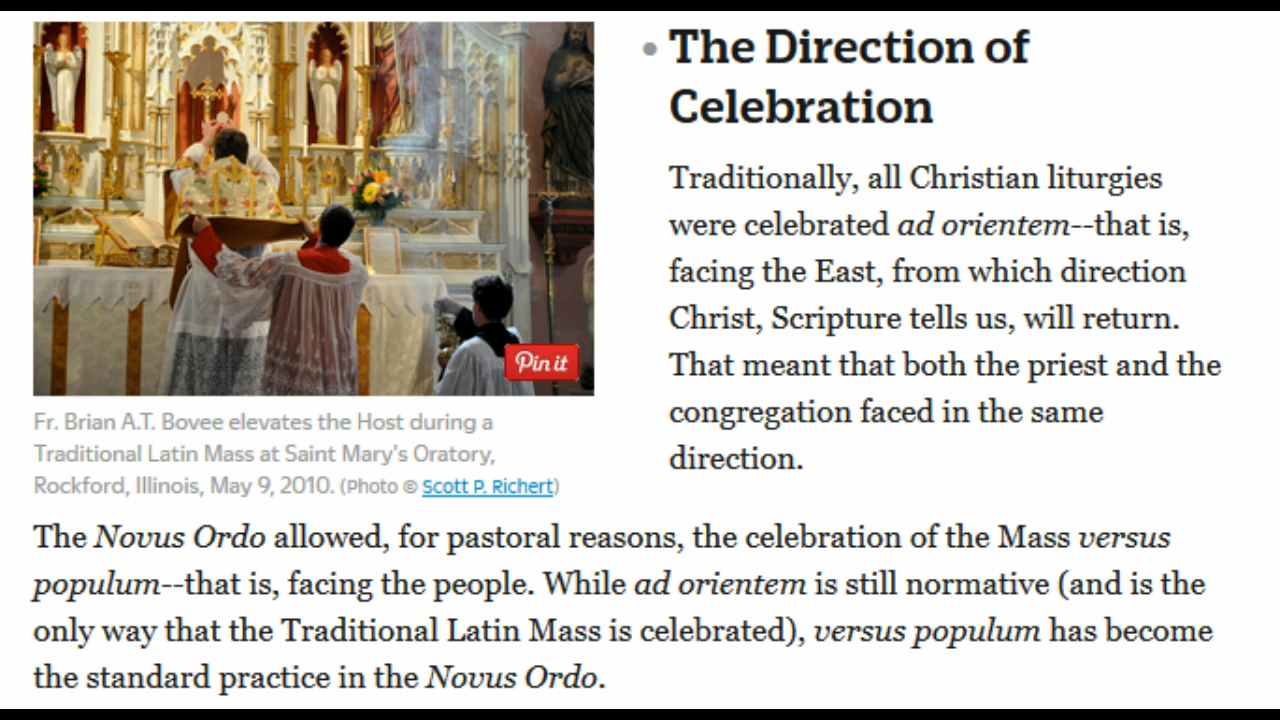 • The Direction of
Celebration
Traditionally, all Christian liturgies
were celebrated ad orientem--that is,
facing the East, from which direction
Christ, Scripture tells us, will return.
That meant that both the priest and the
congregation faced in the same
direction.
Pin it
Fr. Brian A.T. Bovee elevates the Host during a
Traditional Latin Mass at Saint Mary's Oratory,
Rockford, Illinois, May 9, 2010. (Photo © Scott P. Richert)
The Novus Ordo allowed, for pastoral reasons, the celebration of the Mass versus
populum--that is, facing the people. While ad orientem is still normative (and is the
only way that the Traditional Latin Mass is celebrated), versus populum has become
the standard practice in the Novus Ordo.